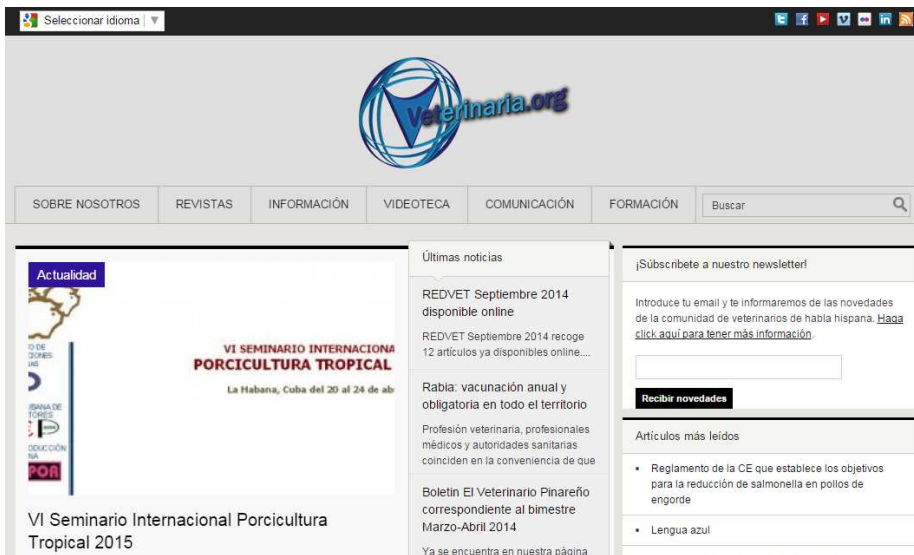 Seleccionar idioma
Veterinaria.org
SOBRE NOSOTROS
REVISTAS
INFORMACIÓN
VIDEOTECA
COMUNICACIÓN
FORMACIÓN
Buscar
Actualidad
VI SEMINARIO INTERNACIONA
PORCICULTURA TROPICAL
La Habana, Cuba del 20 al 24 de ab
VI Seminario Internacional Porcicultura
Tropical 2015
Últimas noticias
REDVET Septiembre 2014
disponible online
REDVET Septiembre 2014 recoge
12 artículos ya disponibles online....
Rabia: vacunación anual y
obligatoria en todo el territorio
Profesión veterinaria, profesionales
médicos y autoridades sanitarias
coinciden en la conveniencia de que
Boletin El Veterinario Pinareño
correspondiente al bimestre
Marzo-Abril 2014
Ya se encuentra en nuestra página
¡Súbscribete a nuestro newsletter!
Introduce tu email y te informaremos de las novedades
de la comunidad de veterinarios de habla hispana. Haga
click aquí para tener más información.
Recibir novedades
Artículos más leídos
Reglamento de la CE que establece los objetivos
para la reducción de salmonella en pollos de
engorde
Lengua azul